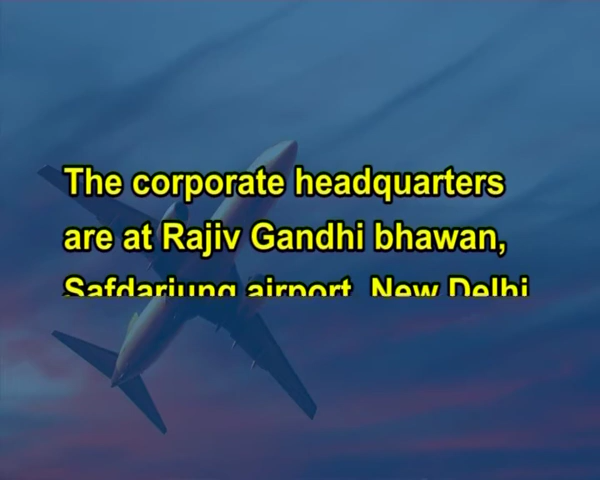 The corporate headquarters
are at Rajiv Gandhi bhawan,
Safdarjung airport, New Delhi